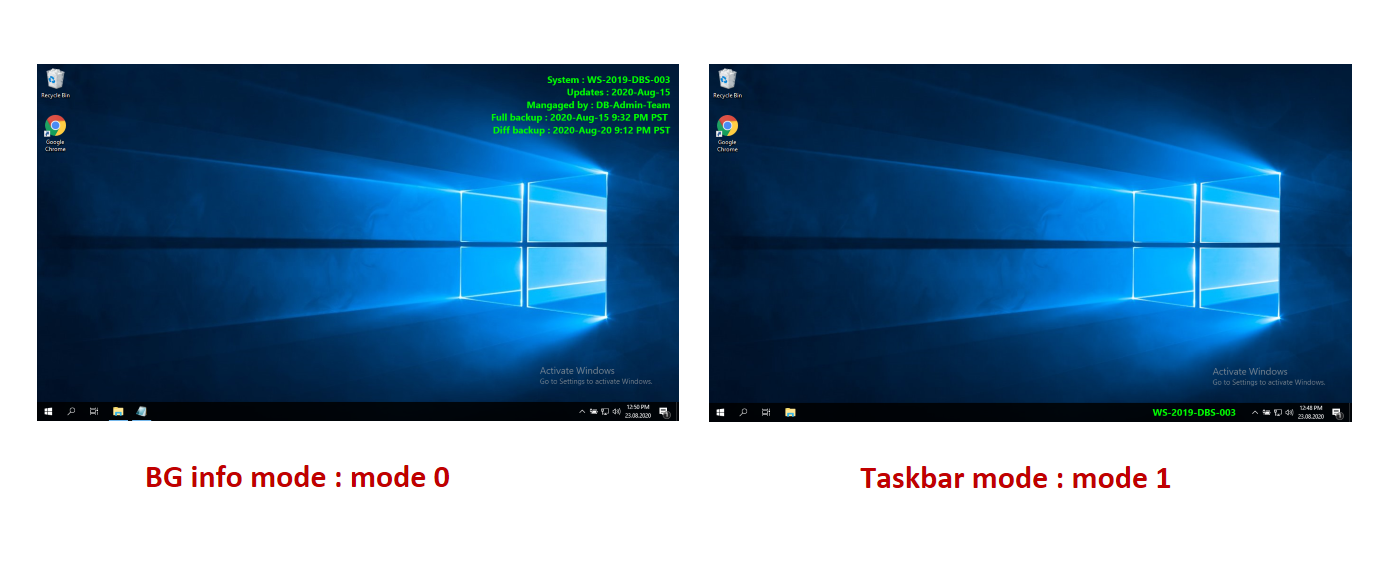 Recycle Bin
Google
Chrome
System : WS-2019-DBS-003
Updates : 2020-Aug-15
Mangaged by : DB-Admin-Team
Full backup : 2020-Aug-15 9:32 PM PST
Diff backup : 2020-Aug-20 9:12 PM PST
Activate Windows
Go to Settings to activate Windows.
12:50 PM
23.08.2020
BG info mode : mode 0
Recycle Bin
Google
Chrome
Activate Windows
Go to Settings to activate Windows.
WS-2019-DBS-003
12:48 PM
23.08.2020
Taskbar mode : mode 1